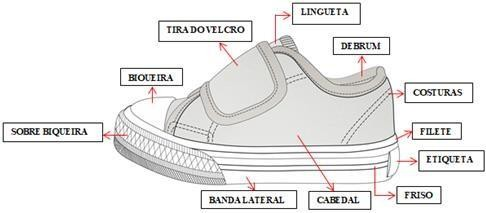 LINGUETA
TIRA DO VELCRO
DEBRUM
BIQUEIRA
COSTURAS
SOBRE BIQUEIRA
FILETE
ETIQUETA
BANDA LATERAL
CABEDAL
FRISO